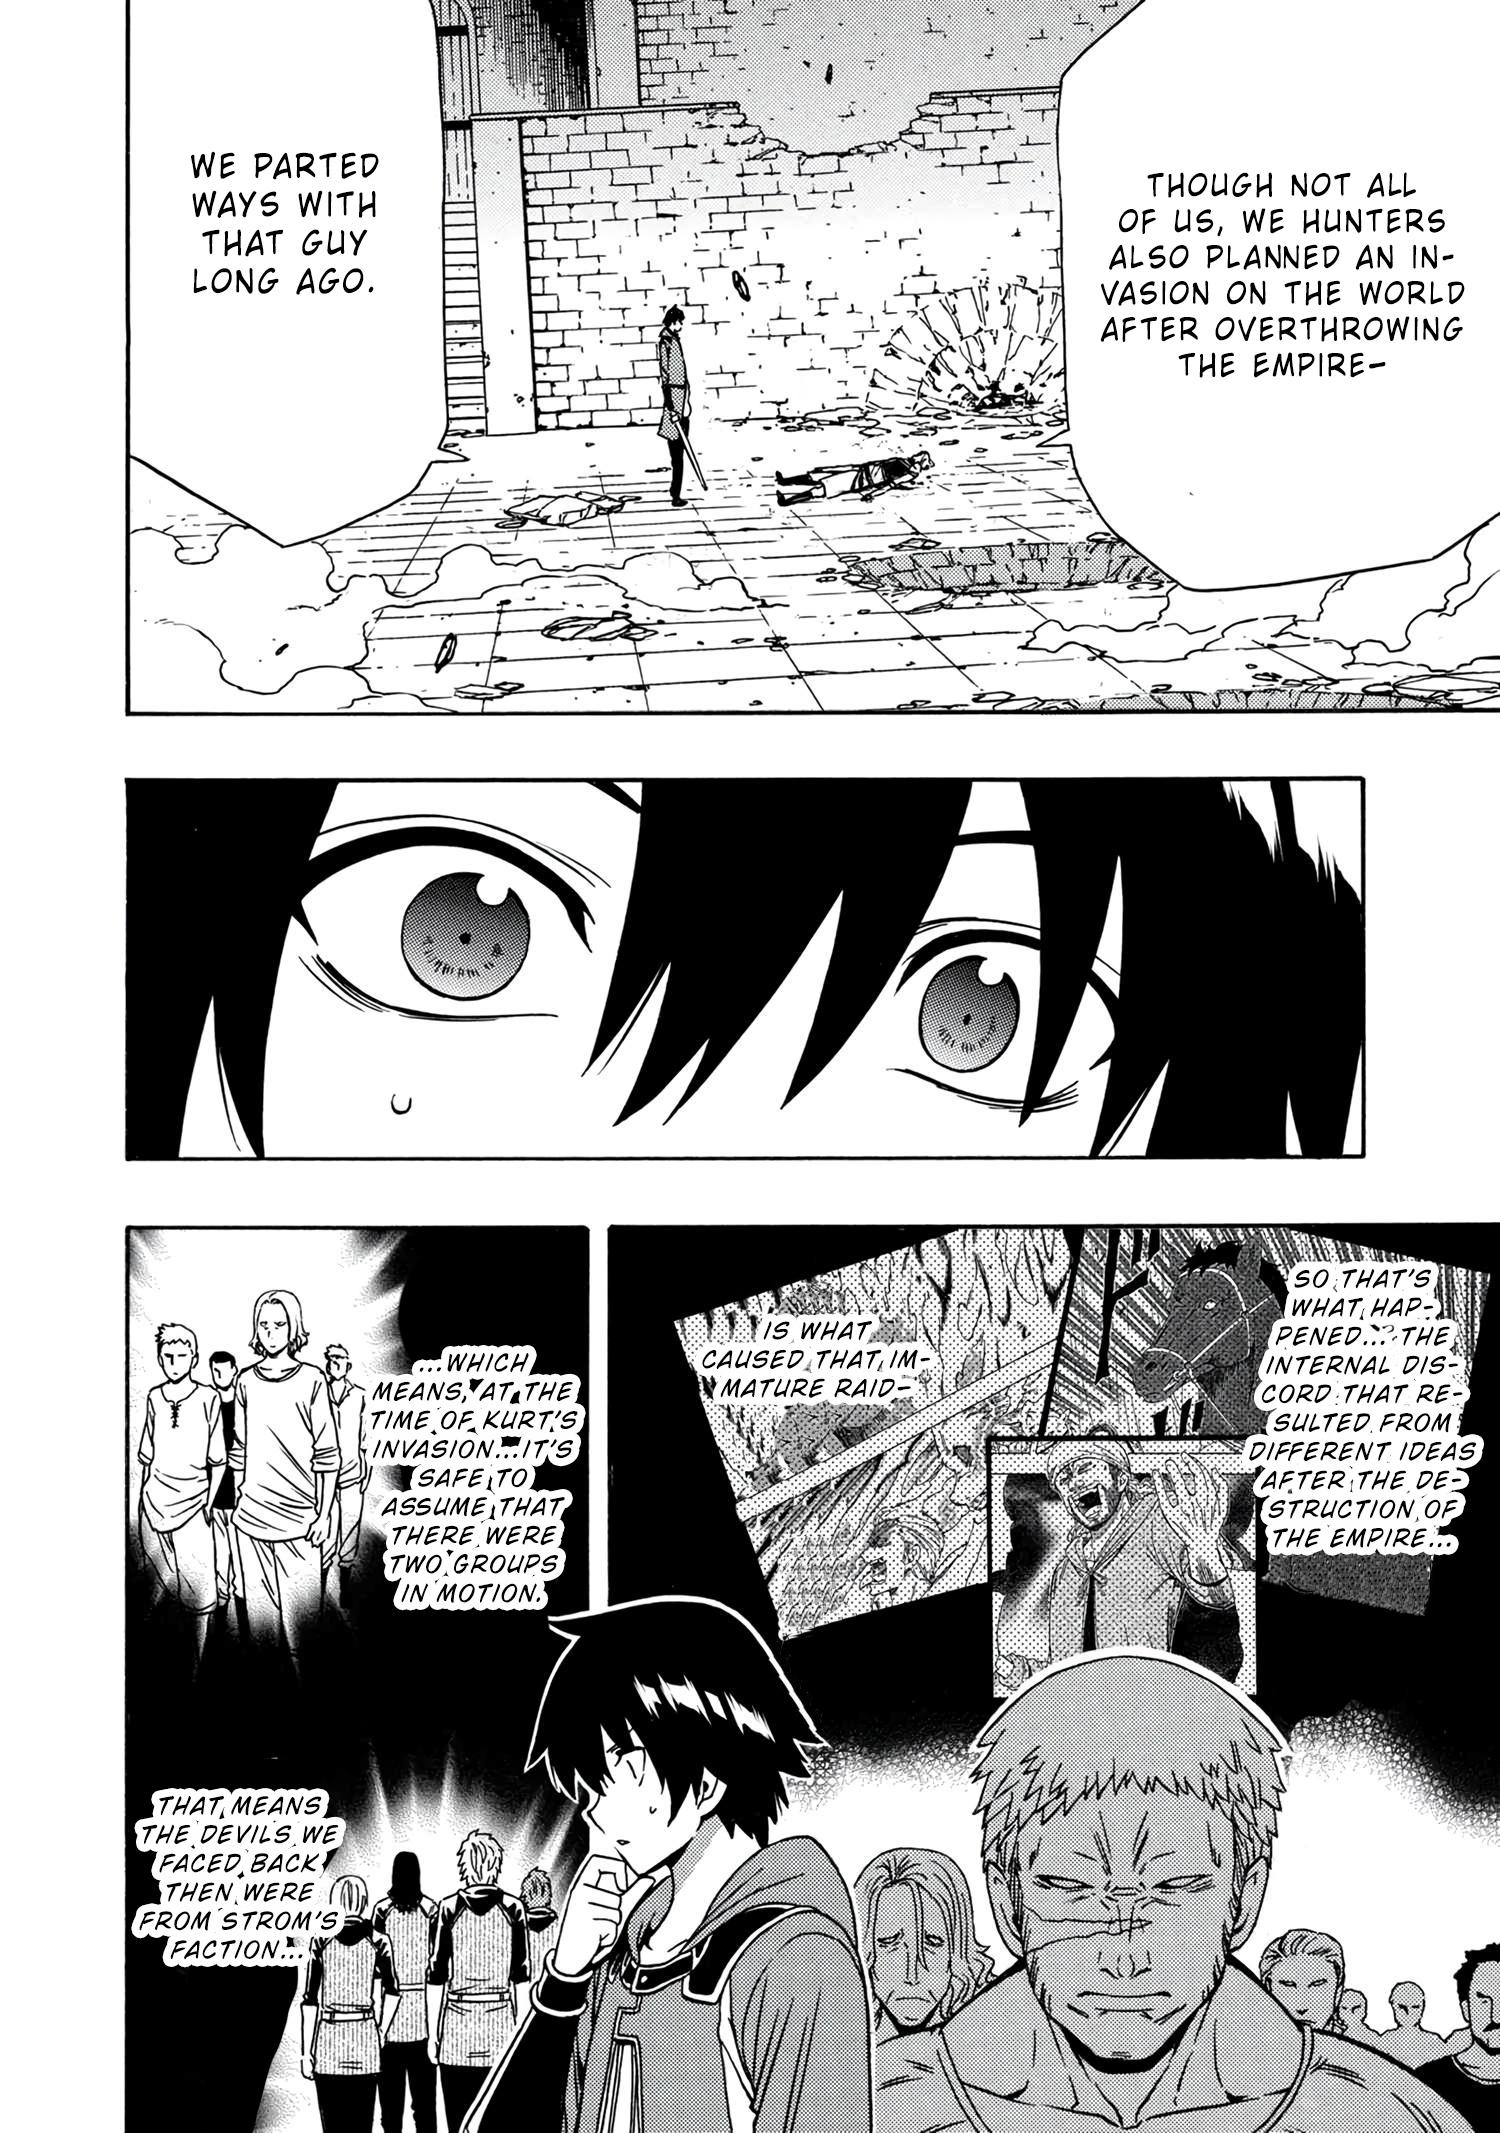 THOUGH NOT ALL
OF US, WE HUNTERS
ALSO PLANNED AN IN-
VASION ON THE WORLD
AFTER OVERTHROWING
THE EMPIRE-
WE PARTED
WAYS WITH
THAT GUY
LONG AGO.
SO THAT'S
WHAT HAP-
PENED... THE
INTERNAL DIS-
CORD THAT RE-
SULTED FROM
DIFFERENT IDEAS
AFTER THE DE-
STRUCTION OF
THE EMPIRE...
IS WHAT
CAUSED THAT IM-
MATURE RAID-
...WHICH
MEANS, AT THE
TIME OF KURT'S
INVASION...IT'S
SAFE TO
ASSUME THAT
THERE WERE
TWO GROUPS
IN MOTION.
THAT MEANS
THE DEVILS WE
FACED BACK
THEN WERE
FROM STROM'S
FACTION...